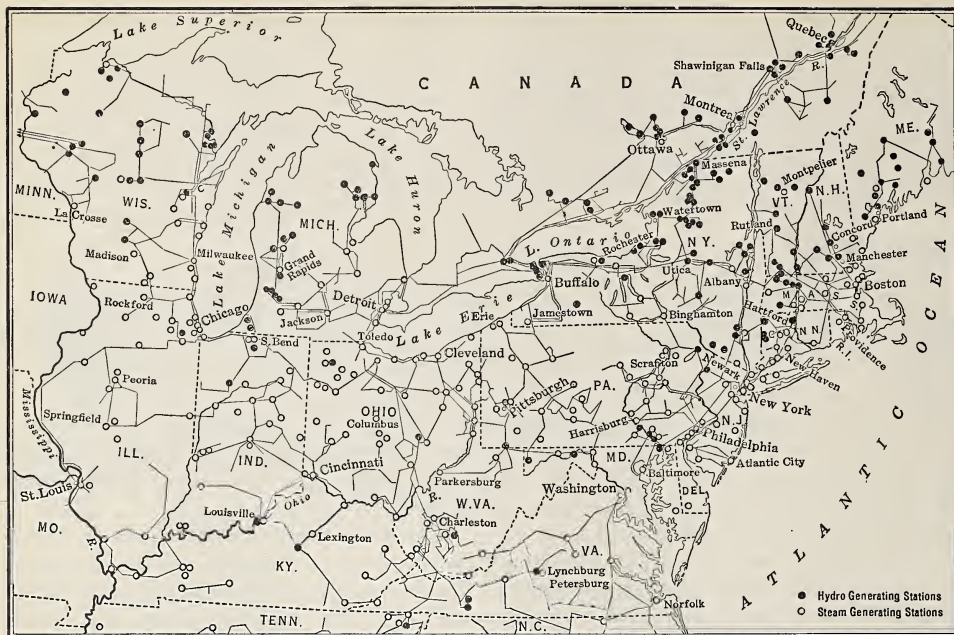 Lake Superior
Quebec
Shawinigan Falls
R.
CANADA
St. Lawrence
Montreal
Ottawa
Massena
ME.
Lake Huron
Lake Michigan
MINN.
WIS.
La Crosse
MICH.
Montpelier
VT.
N.H.
Watertown
Rutland
Portland
Concord
L. Ontario
Rochester
N.Y.
Madison
Milwaukee
Grand
Rapids
Utica
Manchester
Buffalo
Albany
Boston
IOWA
MASS
Rockford
Detroit
Hartford
Chicago
Jackson
Lake Erie
Erie
Jamestown
Binghamton
CONN
Providence
R.I.
S. Bend
Toledo
Cleveland
Scranton
Newark
New Haven
Peoria
PA.
New York
Mississippi
OHIO
Pittsburgh
Springfield
Columbus
Harrisburg
N.J.
Philadelphia
ILL.
IND.
Cincinnati
MD.
Atlantic City
Baltimore
St. Louis
Parkersburg
Washington
DEL.
Ohio
R.
W.VA.
Louisville
Charleston
MO.
R.
Lexington
VA.
KY.
Lynchburg
Petersburg
Norfolk
TENN.
N.C.
ATLANTIC OCEAN
Hydro Generating Stations
Steam Generating Stations